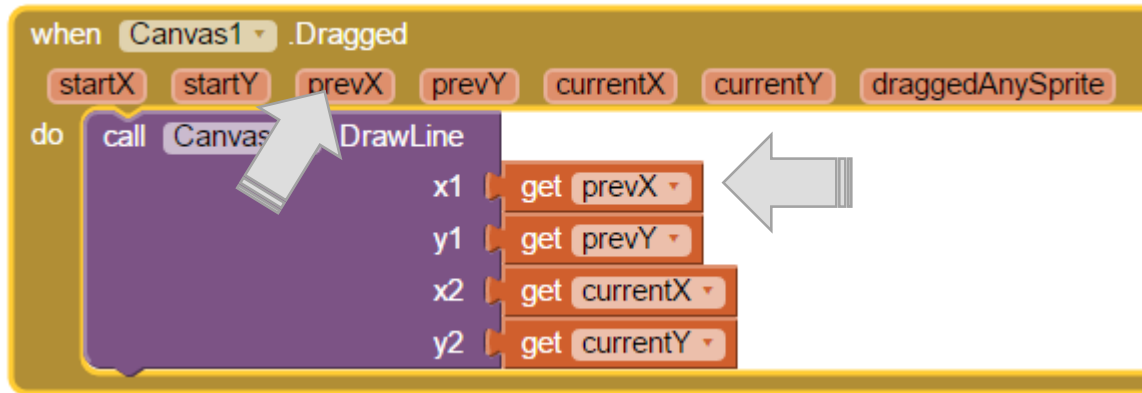 when Canvas1 .Dragged
startX startY prevX prevY currentX currentY draggedAnySprite
do call DrawLine
x1 get prevX
y1 get prevY
x2 get currentX
y2 get currentY